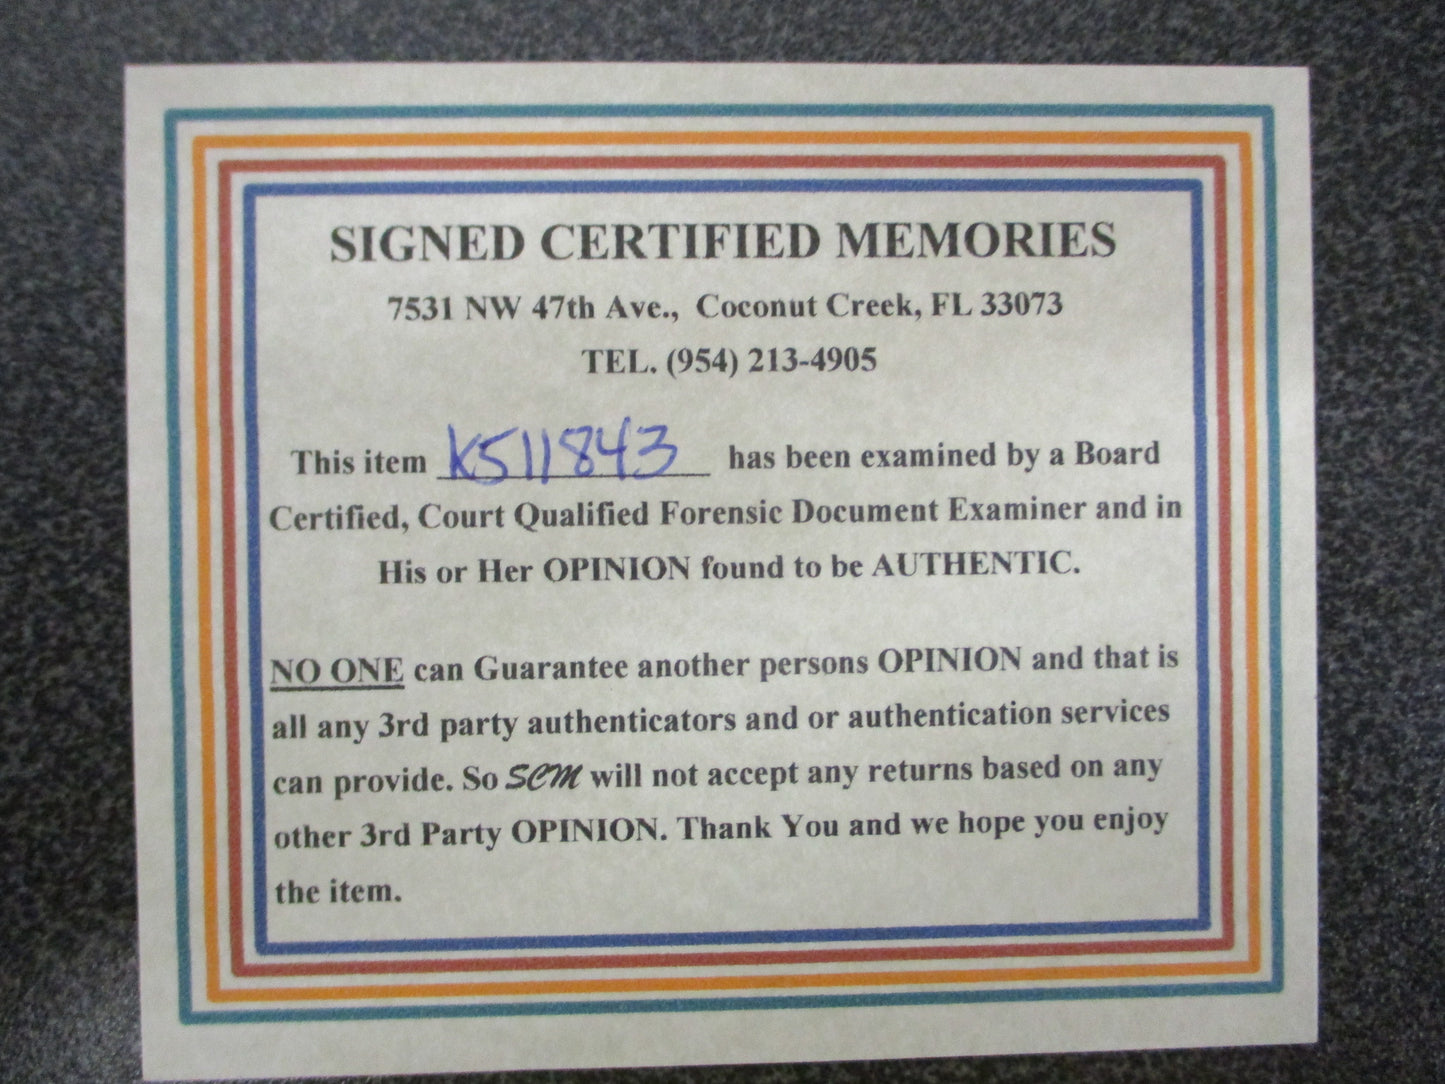 SIGNED CERTIFIED MEMORIES
7531 NW 47th Ave., Coconut Creek, FL 33073
TEL. (954) 213-4905
This item K511843 has been examined by a Board
Certified, Court Qualified Forensic Document Examiner and in
His or Her OPINION found to be AUTHENTIC.
NO ONE can Guarantee another persons OPINION and that is
all any 3rd party authenticators and or authentication services
can provide. So SCM will not accept any returns based on any
other 3rd Party OPINION. Thank You and we hope you enjoy
the item.